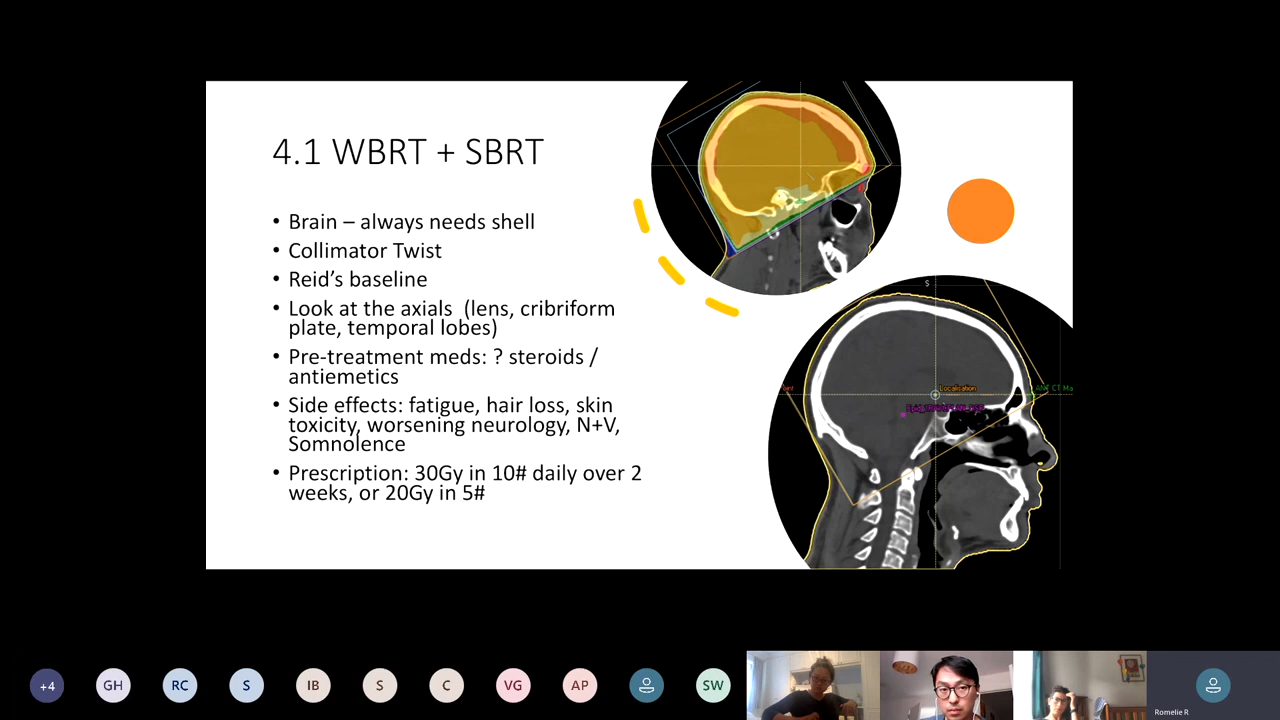 4.1 WBRT + SBRT
• Brain – always needs shell
• Collimator Twist
• Reid's baseline
• Look at the axials (lens, cribriform
plate, temporal lobes)
• Pre-treatment meds: ? steroids /
antiemetics
• Side effects: fatigue, hair loss, skin
toxicity, worsening neurology, N+V,
Somnolence
• Prescription: 30Gy in 10# daily over 2
weeks, or 20Gy in 5#
S
Localisation
ANT CT Ma
+4
GH
RC
S
IB
S
C
VG
AP
SW
Romelie R